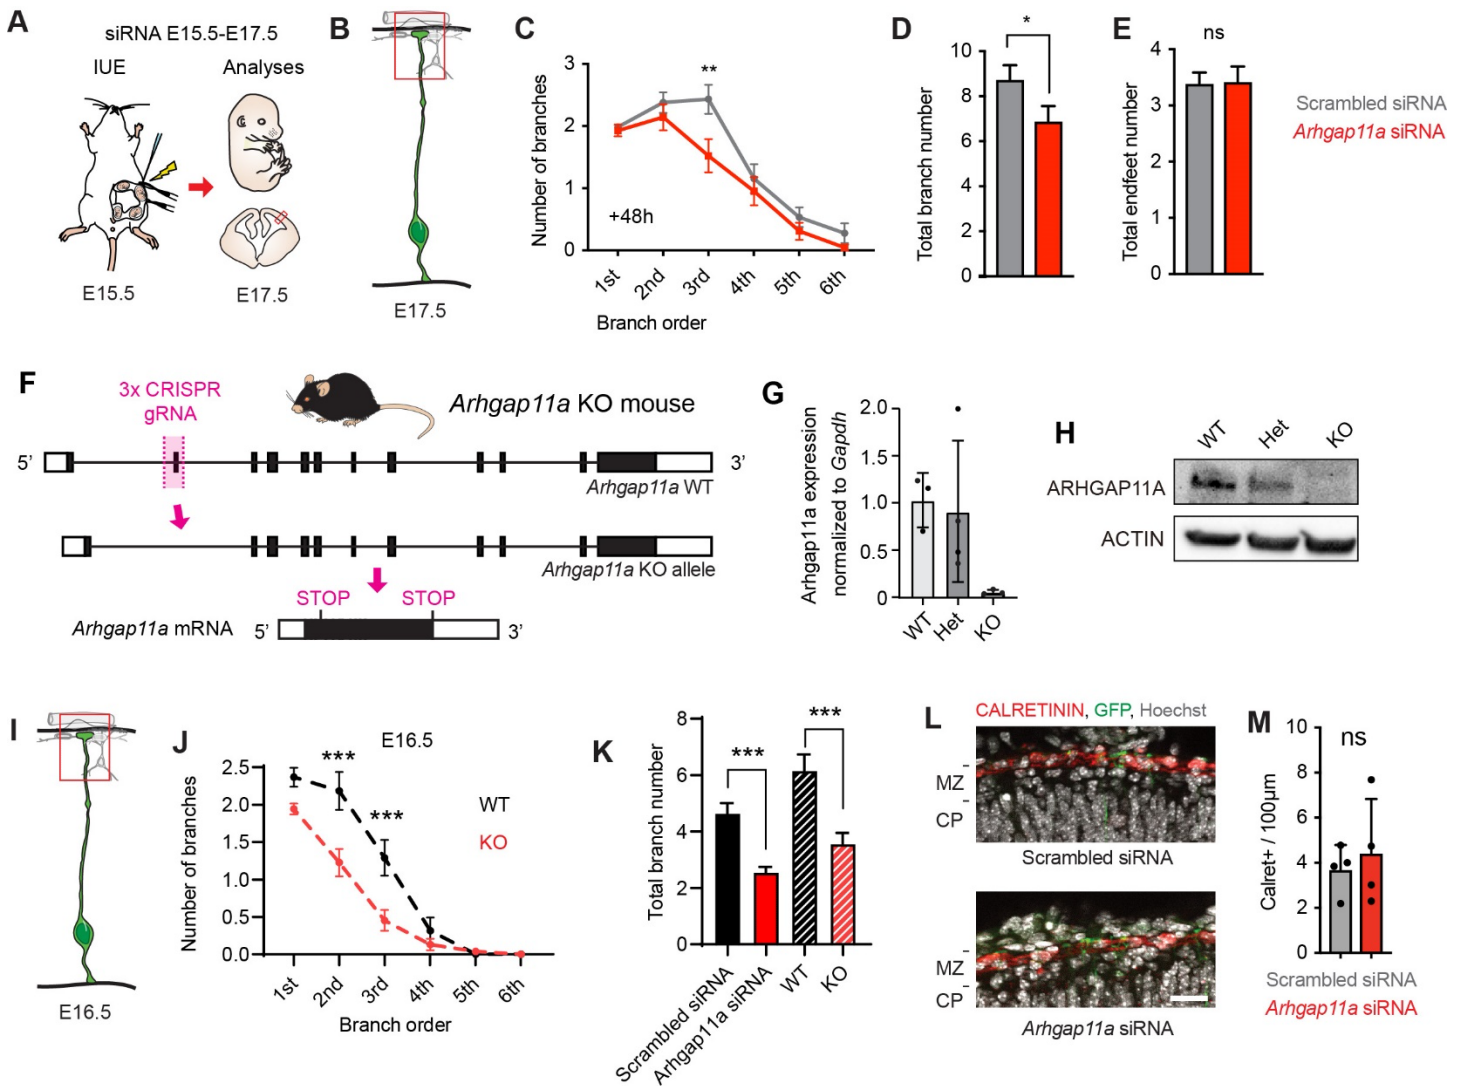 A
siRNA E15.5-E17.5
IUE
Analyses
E15.5
E17.5
B
E17.5
C
Number of branches
3
2
1
0
**
+48h
1st
2nd
3rd
4th
5th
6th
Branch order
D
Total branch number
10
8
6
4
2
0
*
E
Total endfeet number
4
3
2
1
0
ns
Scrambled siRNA
Arhgap11a siRNA
F
3x CRISPR
gRNA
Arhgap11a KO mouse
5’
3’
Arhgap11a WT
Arhgap11a KO allele
STOP
STOP
Arhgap11a mRNA
5’
3’
G
Arhgap11a expression
normalized to Gapdh
2.0
1.5
1.0
0.5
0
WT
Het
KO
H
WT
Het
KO
ARHGAP11A
ACTIN
I
E16.5
J
E16.5
Number of branches
2.5
2.0
1.5
1.0
0.5
0.0
***
***
WT
KO
1st
2nd
3rd
4th
5th
6th
Branch order
K
Total branch number
8
6
4
2
0
***
***
Scrambled siRNA
Arhgap11a siRNA
WT
KO
L
CALRETININ, GFP, Hoechst
MZ
CP
Scrambled siRNA
MZ
CP
Arhgap11a siRNA
M
Calret+ / 100µm
10
8
6
4
2
0
ns
Scrambled siRNA
Arhgap11a siRNA